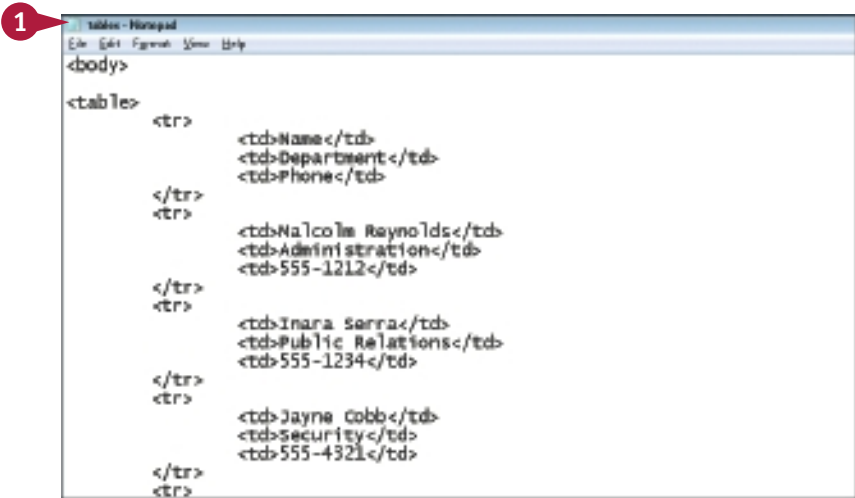 1
tables - Notepad
File Edit Format View Help
<body>
<table>
<tr>
<td>Name</td>
<td>Department</td>
<td>Phone</td>
</tr>
<tr>
<td>Malcolm Reynolds</td>
<td>Administration</td>
<td>555-1212</td>
</tr>
<tr>
<td>Inara Serra</td>
<td>Public Relations</td>
<td>555-1234</td>
</tr>
<tr>
<td>Jayne Cobb</td>
<td>Security</td>
<td>555-4321</td>
</tr>
<tr>